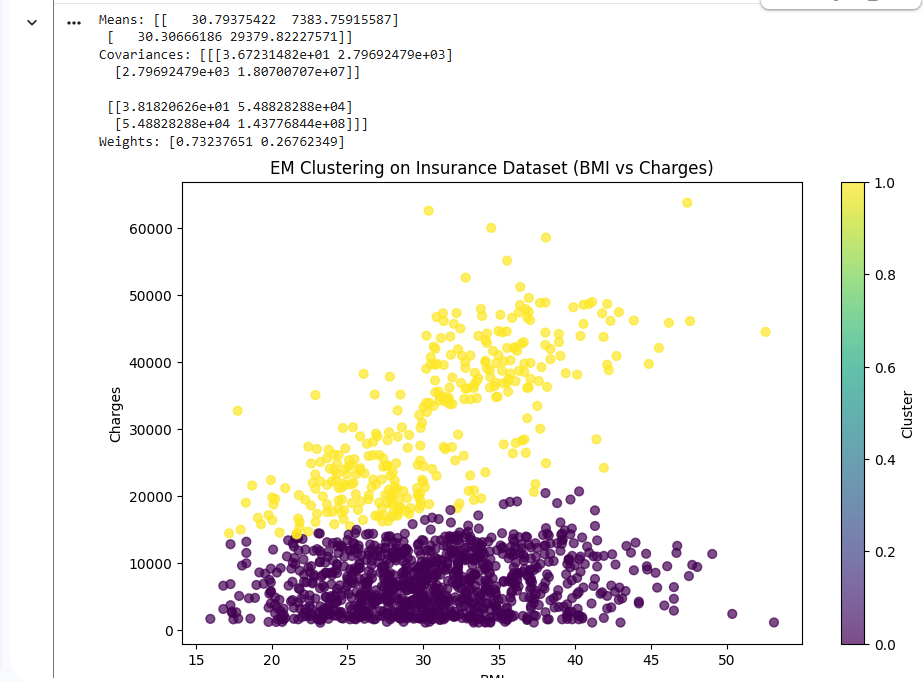 Means: [[   30.79375422  7383.75915587]
 [   30.30666186 29379.82227571]]
Covariances: [[[3.67231482e+01 2.79692479e+03]
  [2.79692479e+03 1.80700707e+07]]

 [[3.81820626e+01 5.48828288e+04]
  [5.48828288e+04 1.43776844e+08]]]
Weights: [0.73237651 0.26762349]
EM Clustering on Insurance Dataset (BMI vs Charges)
60000
50000
40000
30000
20000
10000
0
Charges
15 20 25 30 35 40 45 50
BMI
1.0
0.8
0.6
0.4
0.2
0.0
Cluster